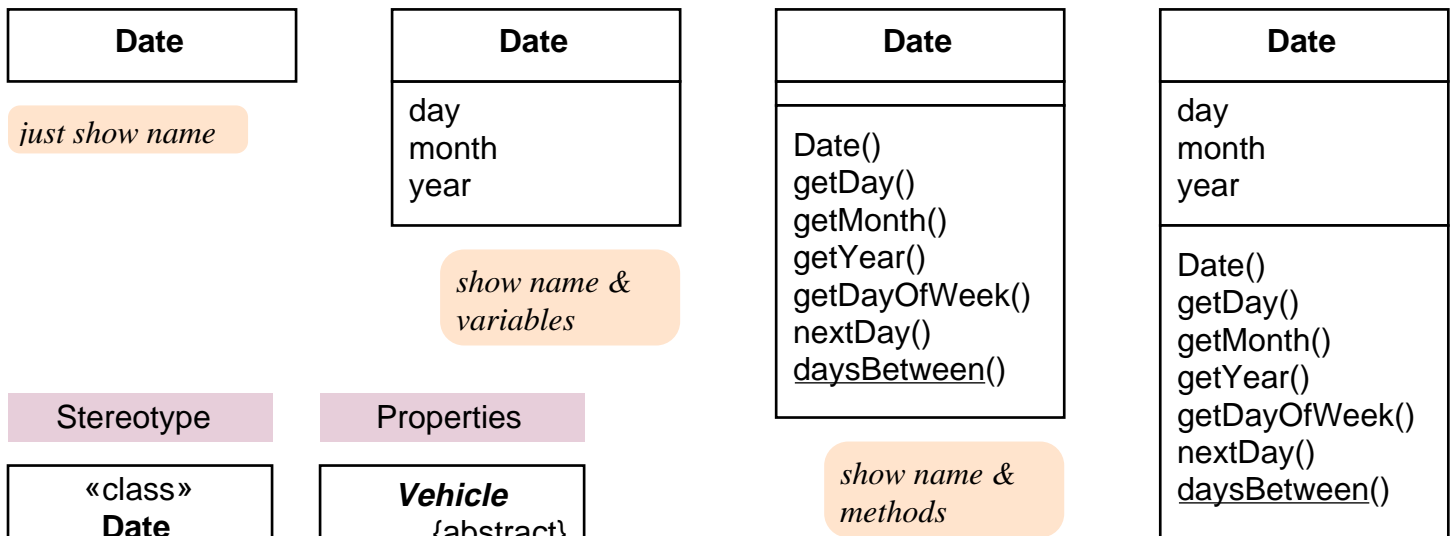 Date
just show name
Date
day
month
year
show name &
variables
Date
Date()
getDay()
getMonth()
getYear()
getDayOfWeek()
nextDay()
daysBetween()
show name &
methods
Date
day
month
year
Date()
getDay()
getMonth()
getYear()
getDayOfWeek()
nextDay()
daysBetween()
Stereotype
«class»
Date
Properties
Vehicle
{abstract}